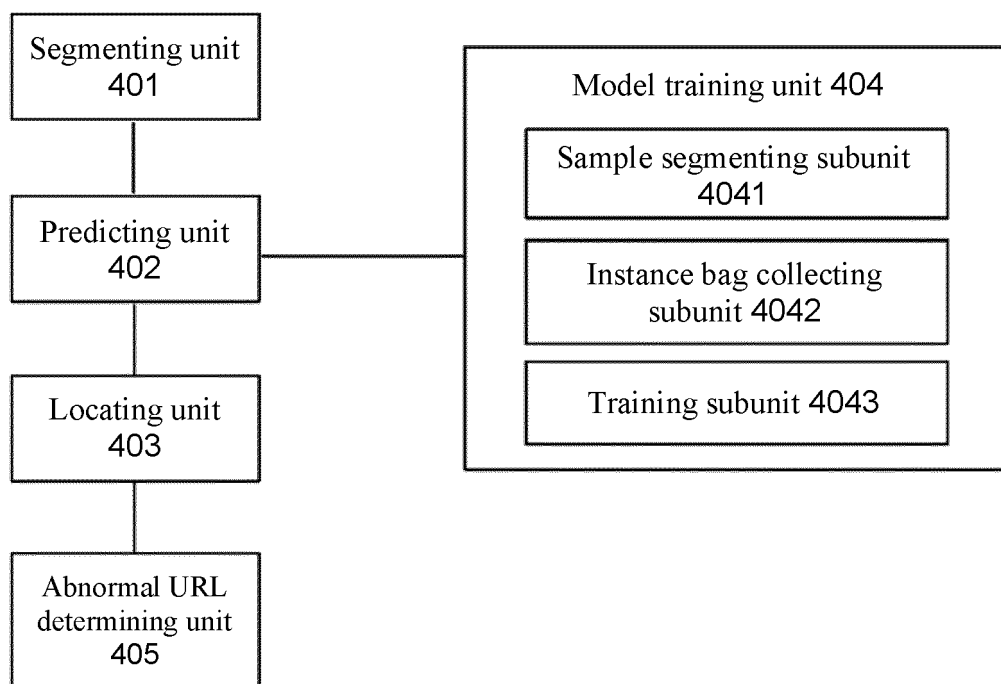 Segmenting unit
401
Predicting unit
402
Locating unit
403
Abnormal URL
determining unit
405
Model training unit 404
Sample segmenting subunit
4041
Instance bag collecting
subunit 4042
Training subunit 4043